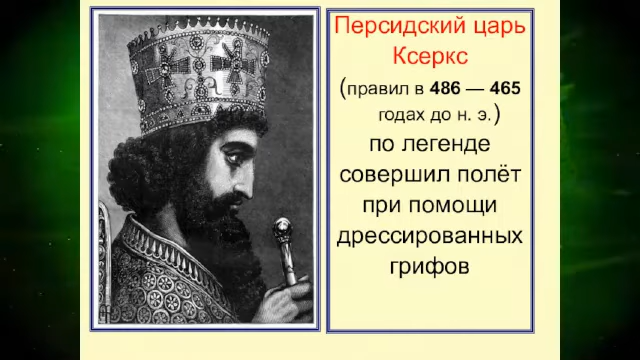 Персидский царь
Ксеркс
(правил в 486 — 465
годах до н. э.)
по легенде
совершил полёт
при помощи
дрессированных
грифов